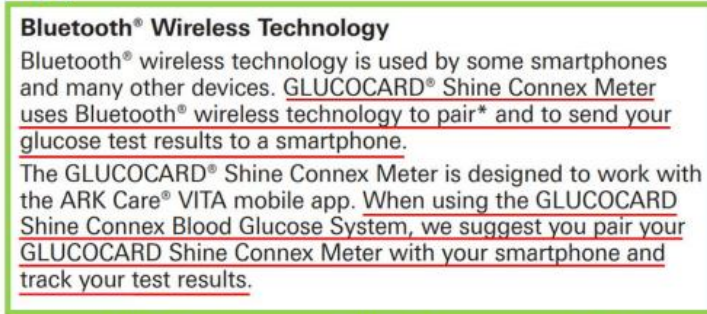 Bluetooth® Wireless Technology
Bluetooth® wireless technology is used by some smartphones
and many other devices. GLUCOCARD® Shine Connex Meter
uses Bluetooth® wireless technology to pair* and to send your
glucose test results to a smartphone.
The GLUCOCARD® Shine Connex Meter is designed to work with
the ARK Care® VITA mobile app. When using the GLUCOCARD
Shine Connex Blood Glucose System, we suggest you pair your
GLUCOCARD Shine Connex Meter with your smartphone and
track your test results.